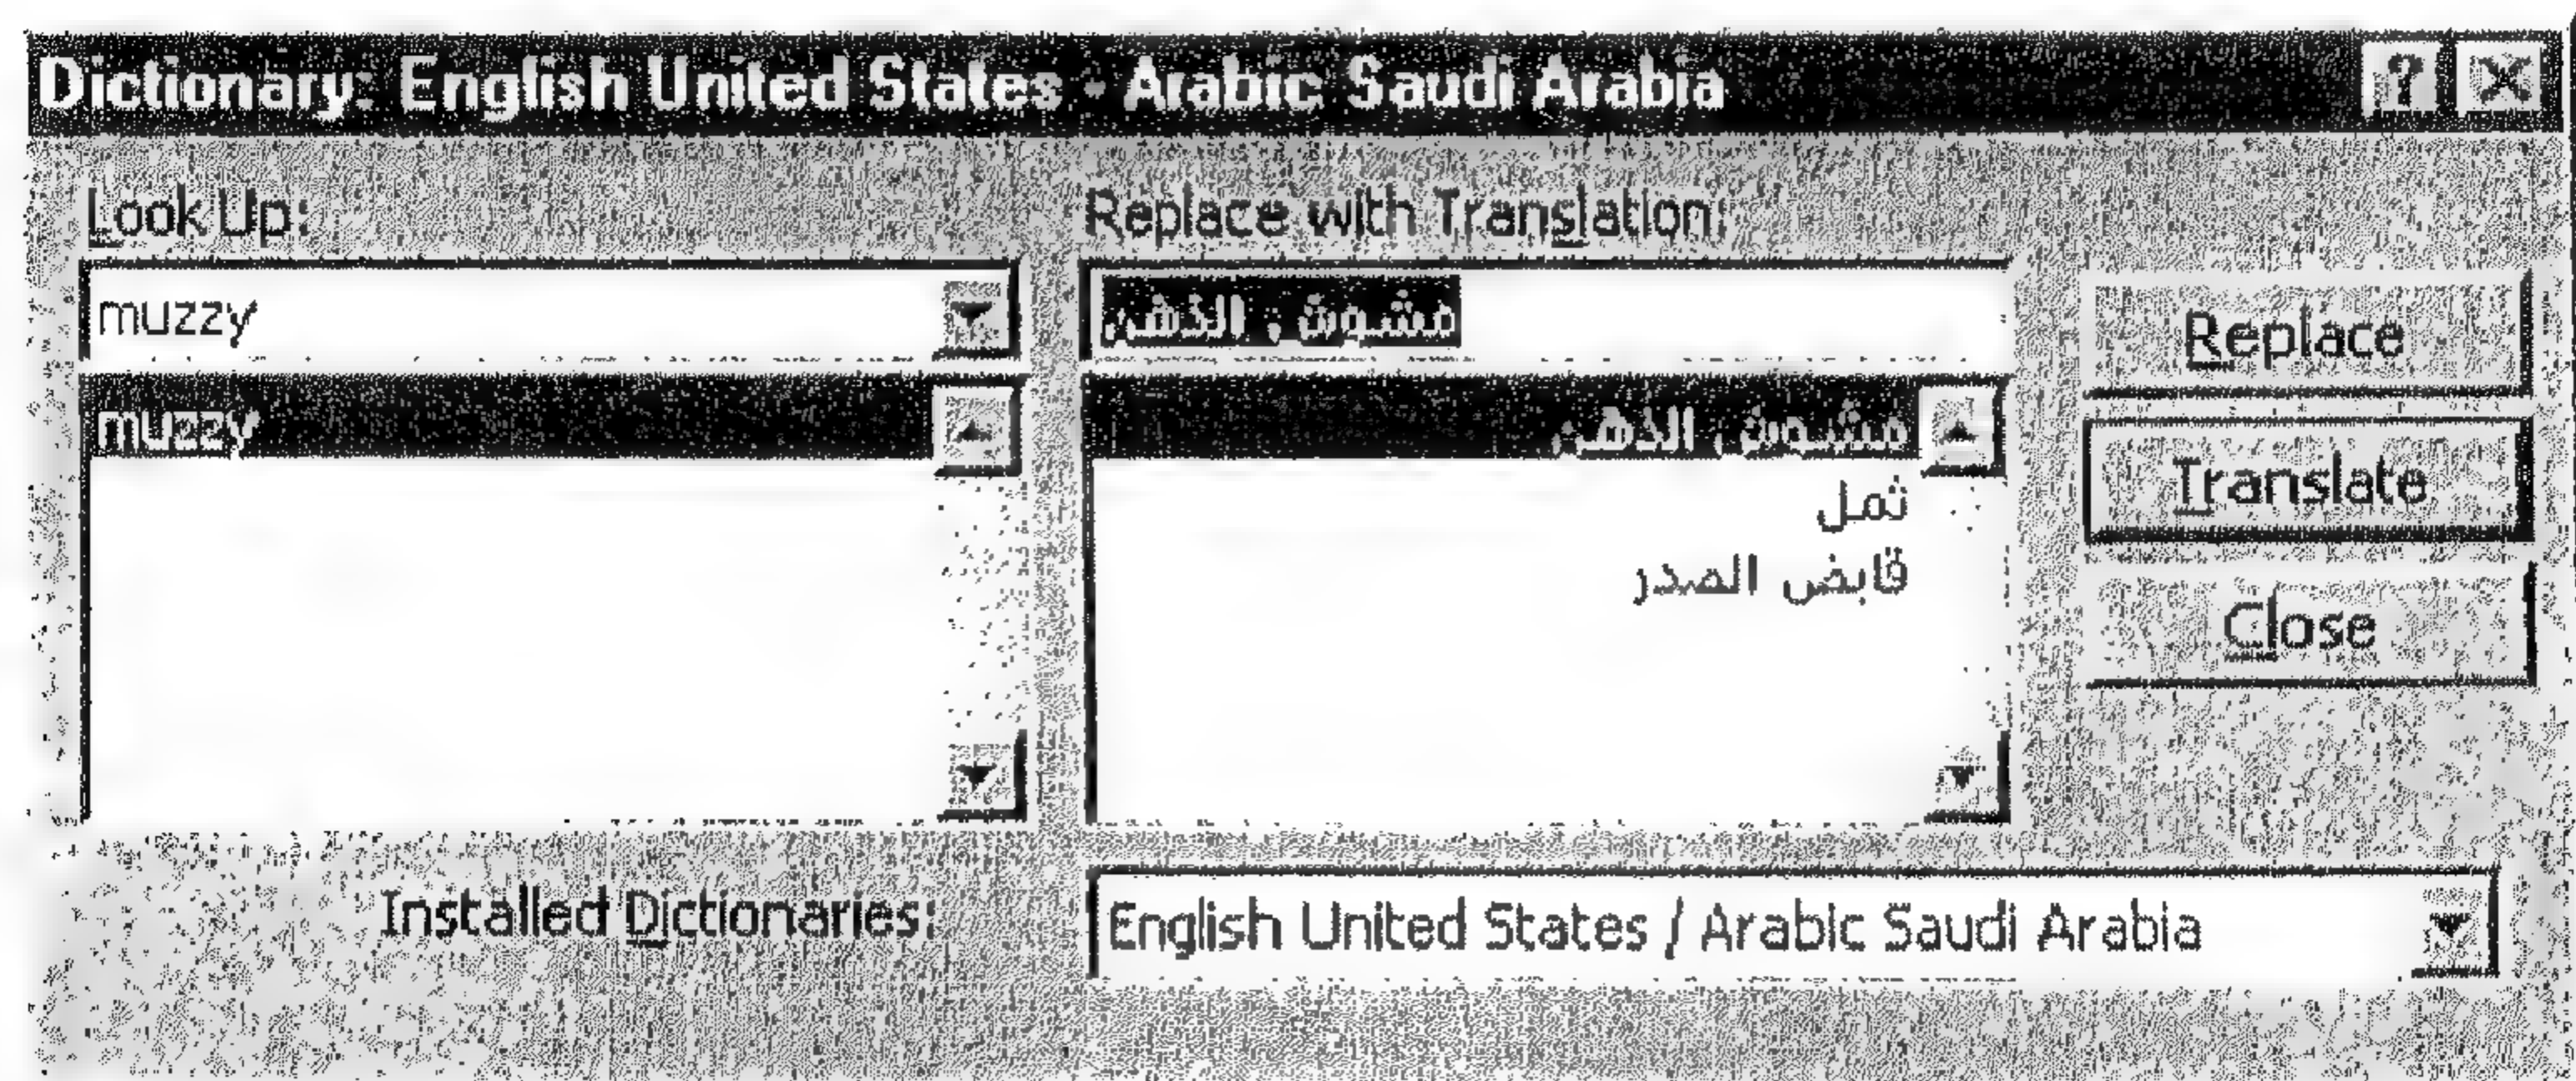 Dictionary: English United States - Arabic Saudi Arabia
Look Up:
Replace with Translation:
muzzy
مشوش ، الذهن
Replace
muzzy
مشوش ، الذهن
Translate
ثمل
قابض الصدر
Close
Installed Dictionaries:
English United States / Arabic Saudi Arabia